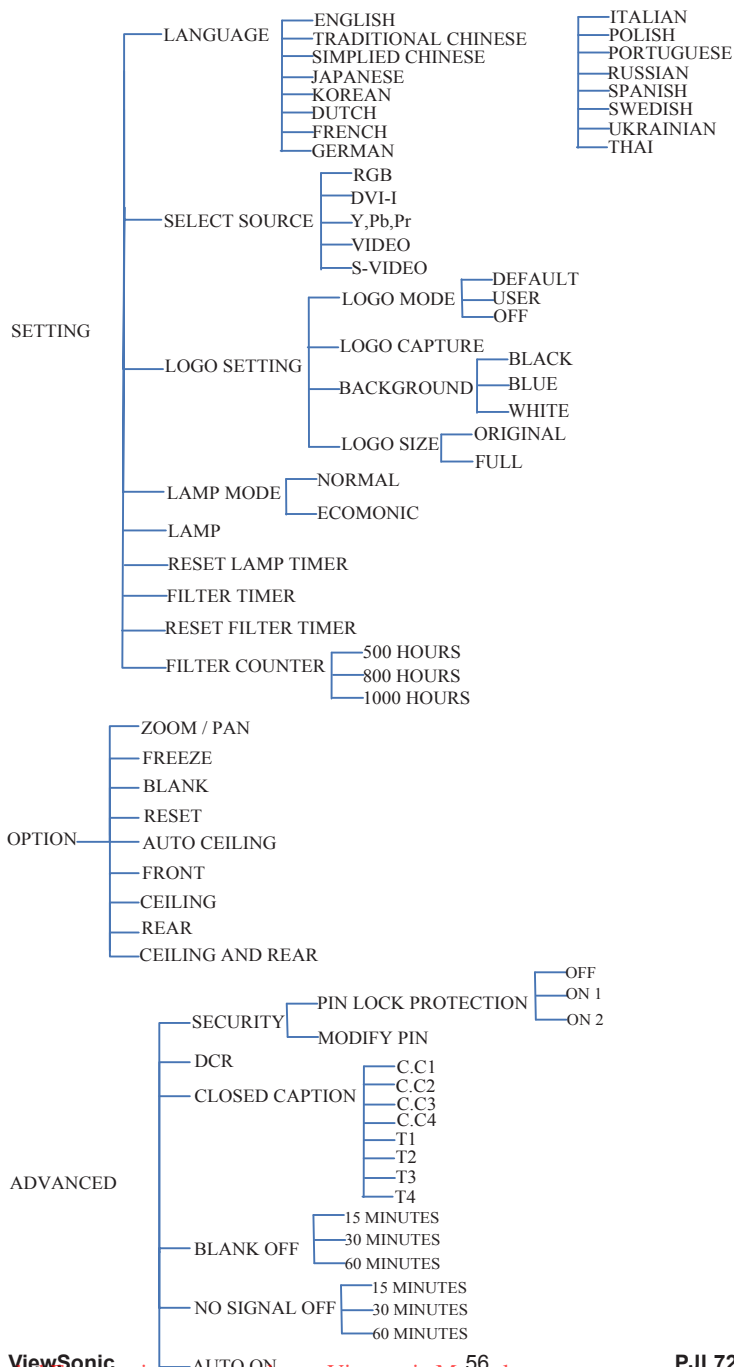 SETTING
LANGUAGE
ENGLISH
TRADITIONAL CHINESE
SIMPLIED CHINESE
JAPANESE
KOREAN
DUTCH
FRENCH
GERMAN
ITALIAN
POLISH
PORTUGUESE
RUSSIAN
SPANISH
SWEDISH
UKRAINIAN
THAI
SELECT SOURCE
RGB
DVI-I
Y,Pb,Pr
VIDEO
S-VIDEO
LOGO SETTING
LOGO MODE
DEFAULT
USER
OFF
LOGO CAPTURE
BACKGROUND
BLACK
BLUE
WHITE
LOGO SIZE
ORIGINAL
FULL
LAMP MODE
NORMAL
ECOMONIC
LAMP
RESET LAMP TIMER
FILTER TIMER
RESET FILTER TIMER
FILTER COUNTER
500 HOURS
800 HOURS
1000 HOURS
OPTION
ZOOM / PAN
FREEZE
BLANK
RESET
AUTO CEILING
FRONT
CEILING
REAR
CEILING AND REAR
ADVANCED
SECURITY
PIN LOCK PROTECTION
OFF
ON 1
ON 2
MODIFY PIN
DCR
CLOSED CAPTION
C.C1
C.C2
C.C3
C.C4
T1
T2
T3
T4
BLANK OFF
15 MINUTES
30 MINUTES
60 MINUTES
NO SIGNAL OFF
15 MINUTES
30 MINUTES
60 MINUTES
AUTO ON
ViewSonic
56